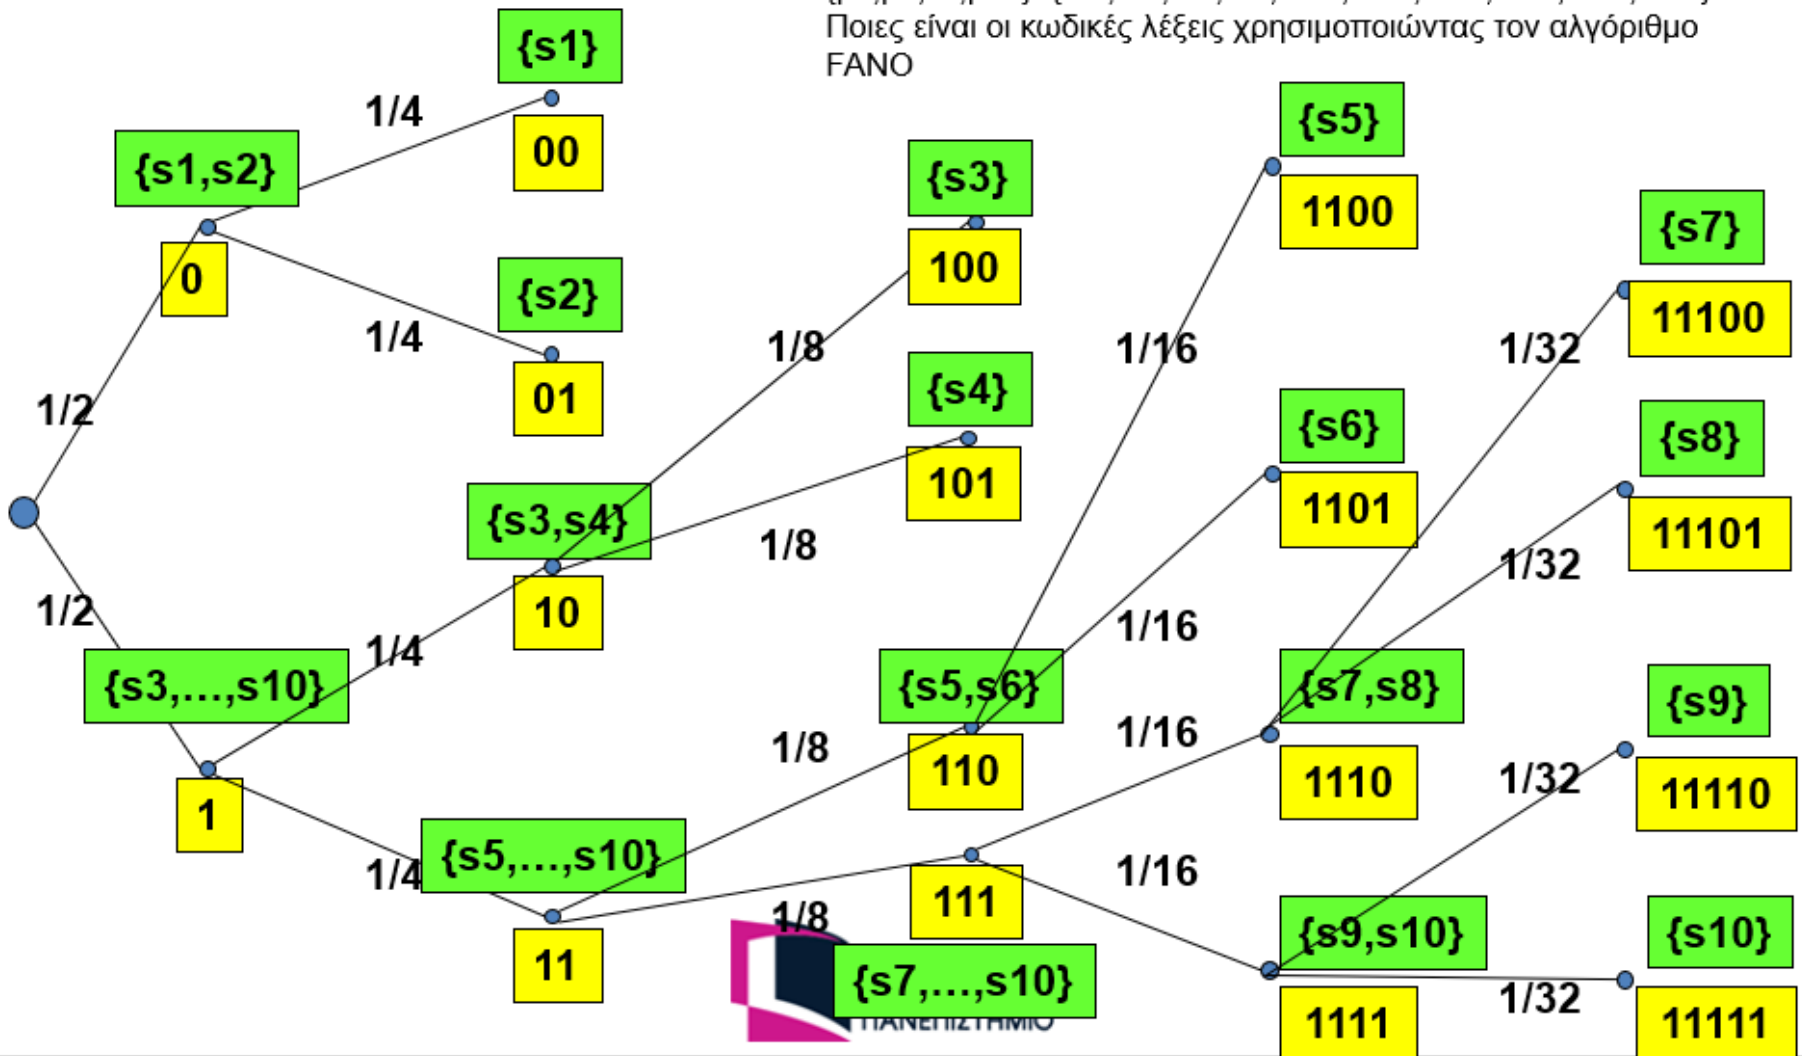 Ποιες είναι οι κωδικές λέξεις χρησιμοποιώντας τον αλγόριθμο
FANO
{s1}
1/4
00
{s1,s2}
0
{s2}
1/4
01
1/2
1/2
{s3}
100
1/8
{s4}
101
1/8
{s3,s4}
10
1/4
{s3,...,s10}
1
1/4
{s5,...,s10}
11
{s5}
1100
1/16
{s6}
1101
1/16
{s5,s6}
110
1/8
1/8
111
{s7,...,s10}
{s7}
11100
1/32
{s8}
11101
1/32
{s7,s8}
1110
1/16
{s9}
11110
1/32
1/16
{s9,s10}
1111
{s10}
11111
1/32
ΠΑΝΕΠΙΣΤΗΜΙΟ